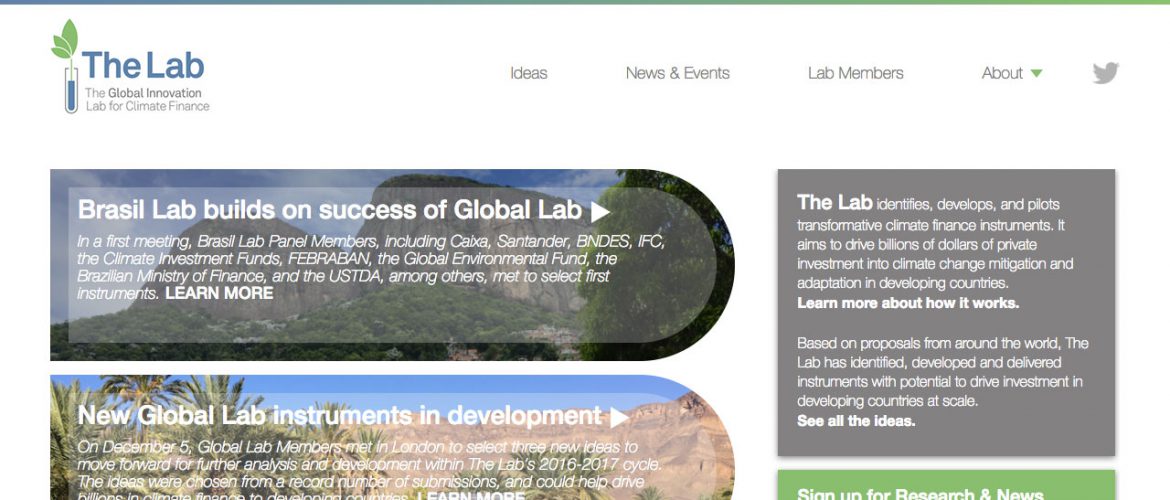 The Lab
The Global Innovation
Lab for Climate Finance
Ideas
News & Events
Lab Members
About
Brasil Lab builds on success of Global Lab
In a first meeting, Brasil Lab Panel Members, including Caixa, Santander, BNDES, IFC,
the Climate Investment Funds, FEBRABAN, the Global Environmental Fund, the
Brazilian Ministry of Finance, and the USTDA, among others, met to select first
instruments. LEARN MORE
New Global Lab instruments in development
On December 5, Global Lab Members met in London to select three new ideas to
move forward for further analysis and development within The Lab's 2016-2017 cycle.
The ideas were chosen from a record number of submissions, and could help drive
billions in climate finance to developing countries. LEARN MORE
The Lab identifies, develops, and pilots
transformative climate finance instruments. It
aims to drive billions of dollars of private
investment into climate change mitigation and
adaptation in developing countries.
Learn more about how it works.
Based on proposals from around the world, The
Lab has identified, developed and delivered
instruments with potential to drive investment in
developing countries at scale.
See all the ideas.
Sign up for Research & News